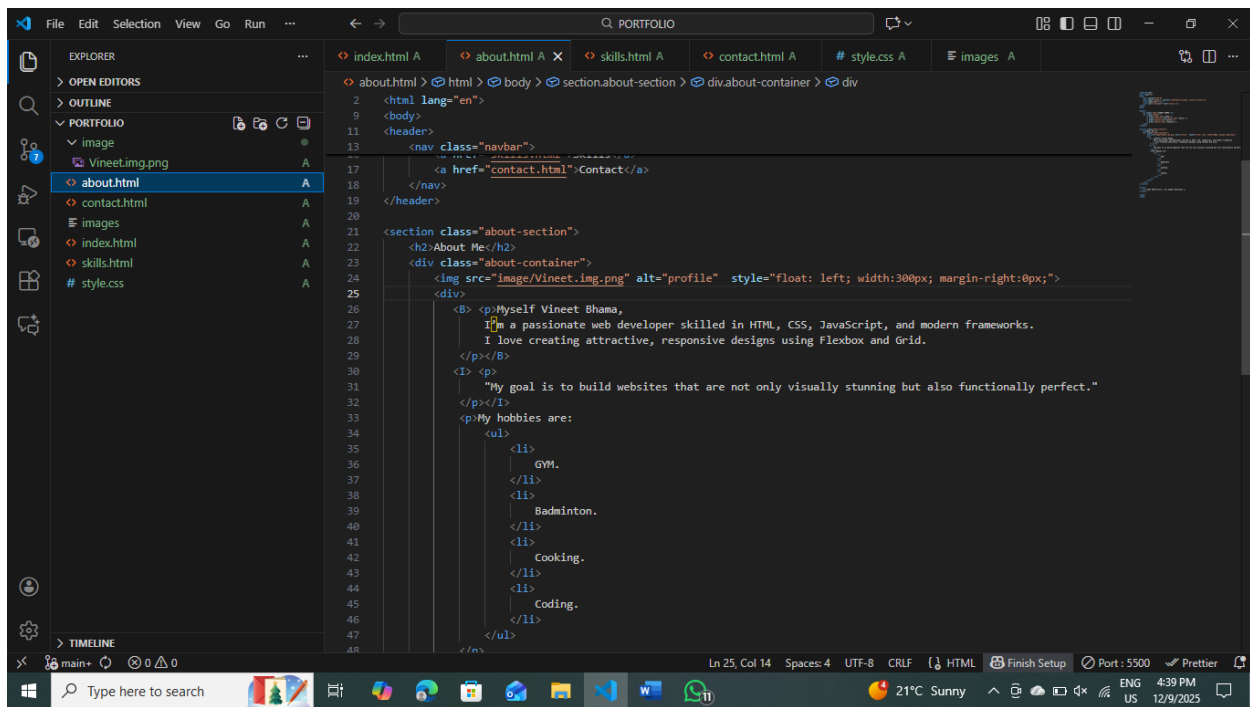 File Edit Selection View Go Run ···
PORTFOLIO
EXPLORER ···
OPEN EDITORS
OUTLINE
PORTFOLIO
image
Vineet.img.png A
about.html A
contact.html A
images A
index.html A
skills.html A
style.css A
TIMELINE
7
index.html A about.html A skills.html A contact.html A style.css A images A
about.html > html > body > section.about-section > div.about-container > div
2 <html lang="en">
9 <body>
11 <header>
13 <nav class="navbar">
17 <a href="contact.html">Contact</a>
18 </nav>
19 </header>
20
21 <section class="about-section">
22 <h2>About Me</h2>
23 <div class="about-container">
24 <img src="image/Vineet.img.png" alt="profile" style="float: left; width:300px; margin-right:0px;">
25 <div>
26 <B> <p>Myself Vineet Bhama,
27 I’m a passionate web developer skilled in HTML, CSS, JavaScript, and modern frameworks.
28 I love creating attractive, responsive designs using Flexbox and Grid.
29 </p></B>
30 <I> <p>
31 "My goal is to build websites that are not only visually stunning but also functionally perfect."
32 </p></I>
33 <p>My hobbies are:
34 <ul>
35 <li>
36 GYM.
37 </li>
38 <li>
39 Badminton.
40 </li>
41 <li>
42 Cooking.
43 </li>
44 <li>
45 Coding.
46 </li>
47 </ul>
48 </p>
main+ 0 0 Ln 25, Col 14 Spaces: 4 UTF-8 CRLF HTML Finish Setup Port : 5500 Prettier
Type here to search 11 4 21°C Sunny ENG US 4:39 PM 12/9/2025